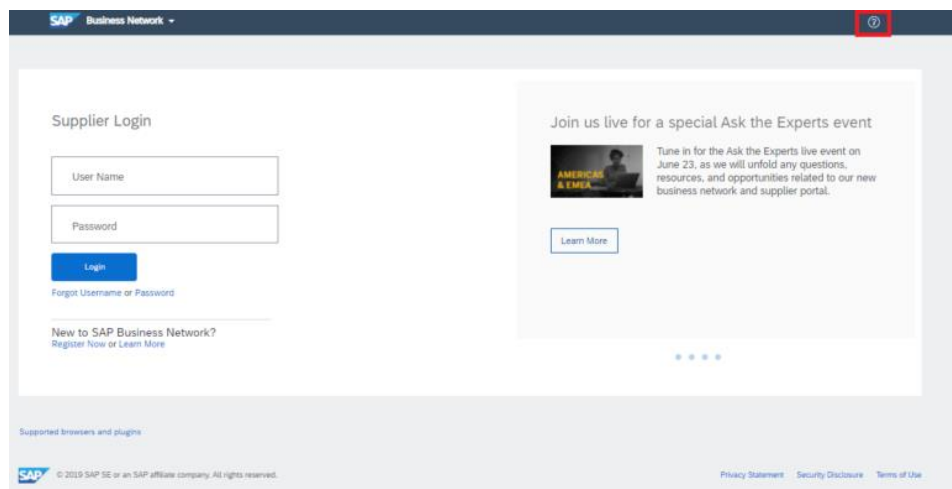 SAP Business Network
?
Supplier Login
User Name
Password
Login
Forgot Username or Password
New to SAP Business Network?
Register Now or Learn More
Join us live for a special Ask the Experts event
AMERICAS
& EMEA
Tune in for the Ask the Experts live event on
June 23, as we will unfold any questions,
resources, and opportunities related to our new
business network and supplier portal.
Learn More
Supported browsers and plugins
SAP © 2019 SAP SE or an SAP affiliate company. All rights reserved.
Privacy Statement Security Disclosure Terms of Use